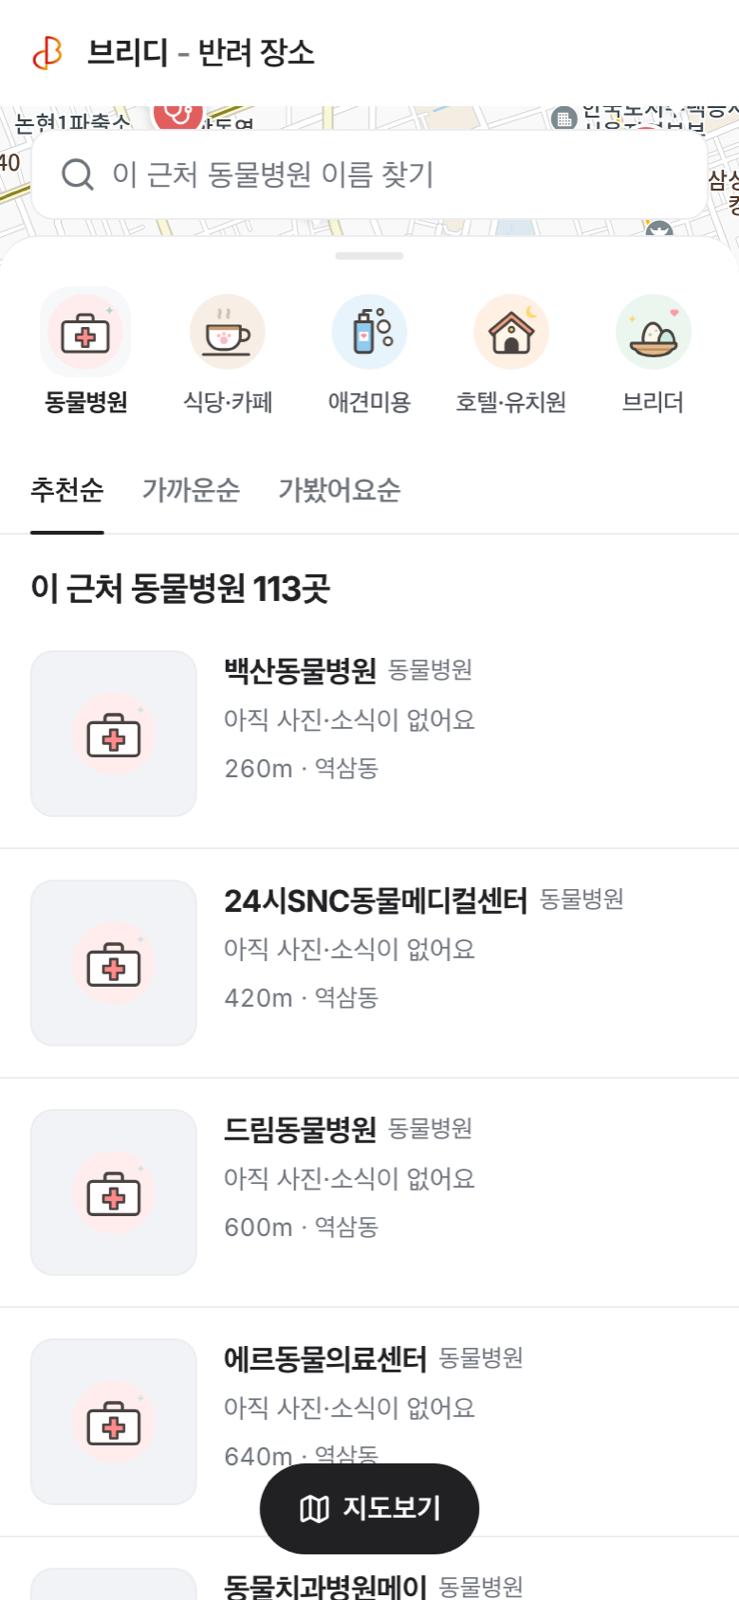 브리디 - 반려 장소
논현1파출소
40
이 근처 동물병원 이름 찾기
동물병원
식당·카페
애견미용
호텔·유치원
브리더
추천순
가까운순
가봤어요순
이 근처 동물병원 113곳
백산동물병원 동물병원
아직 사진·소식이 없어요
260m · 역삼동
24시SNC동물메디컬센터 동물병원
아직 사진·소식이 없어요
420m · 역삼동
드림동물병원 동물병원
아직 사진·소식이 없어요
600m · 역삼동
에르동물의료센터 동물병원
아직 사진·소식이 없어요
640m · 역삼동
지도보기
동물치과병원메이 동물병원